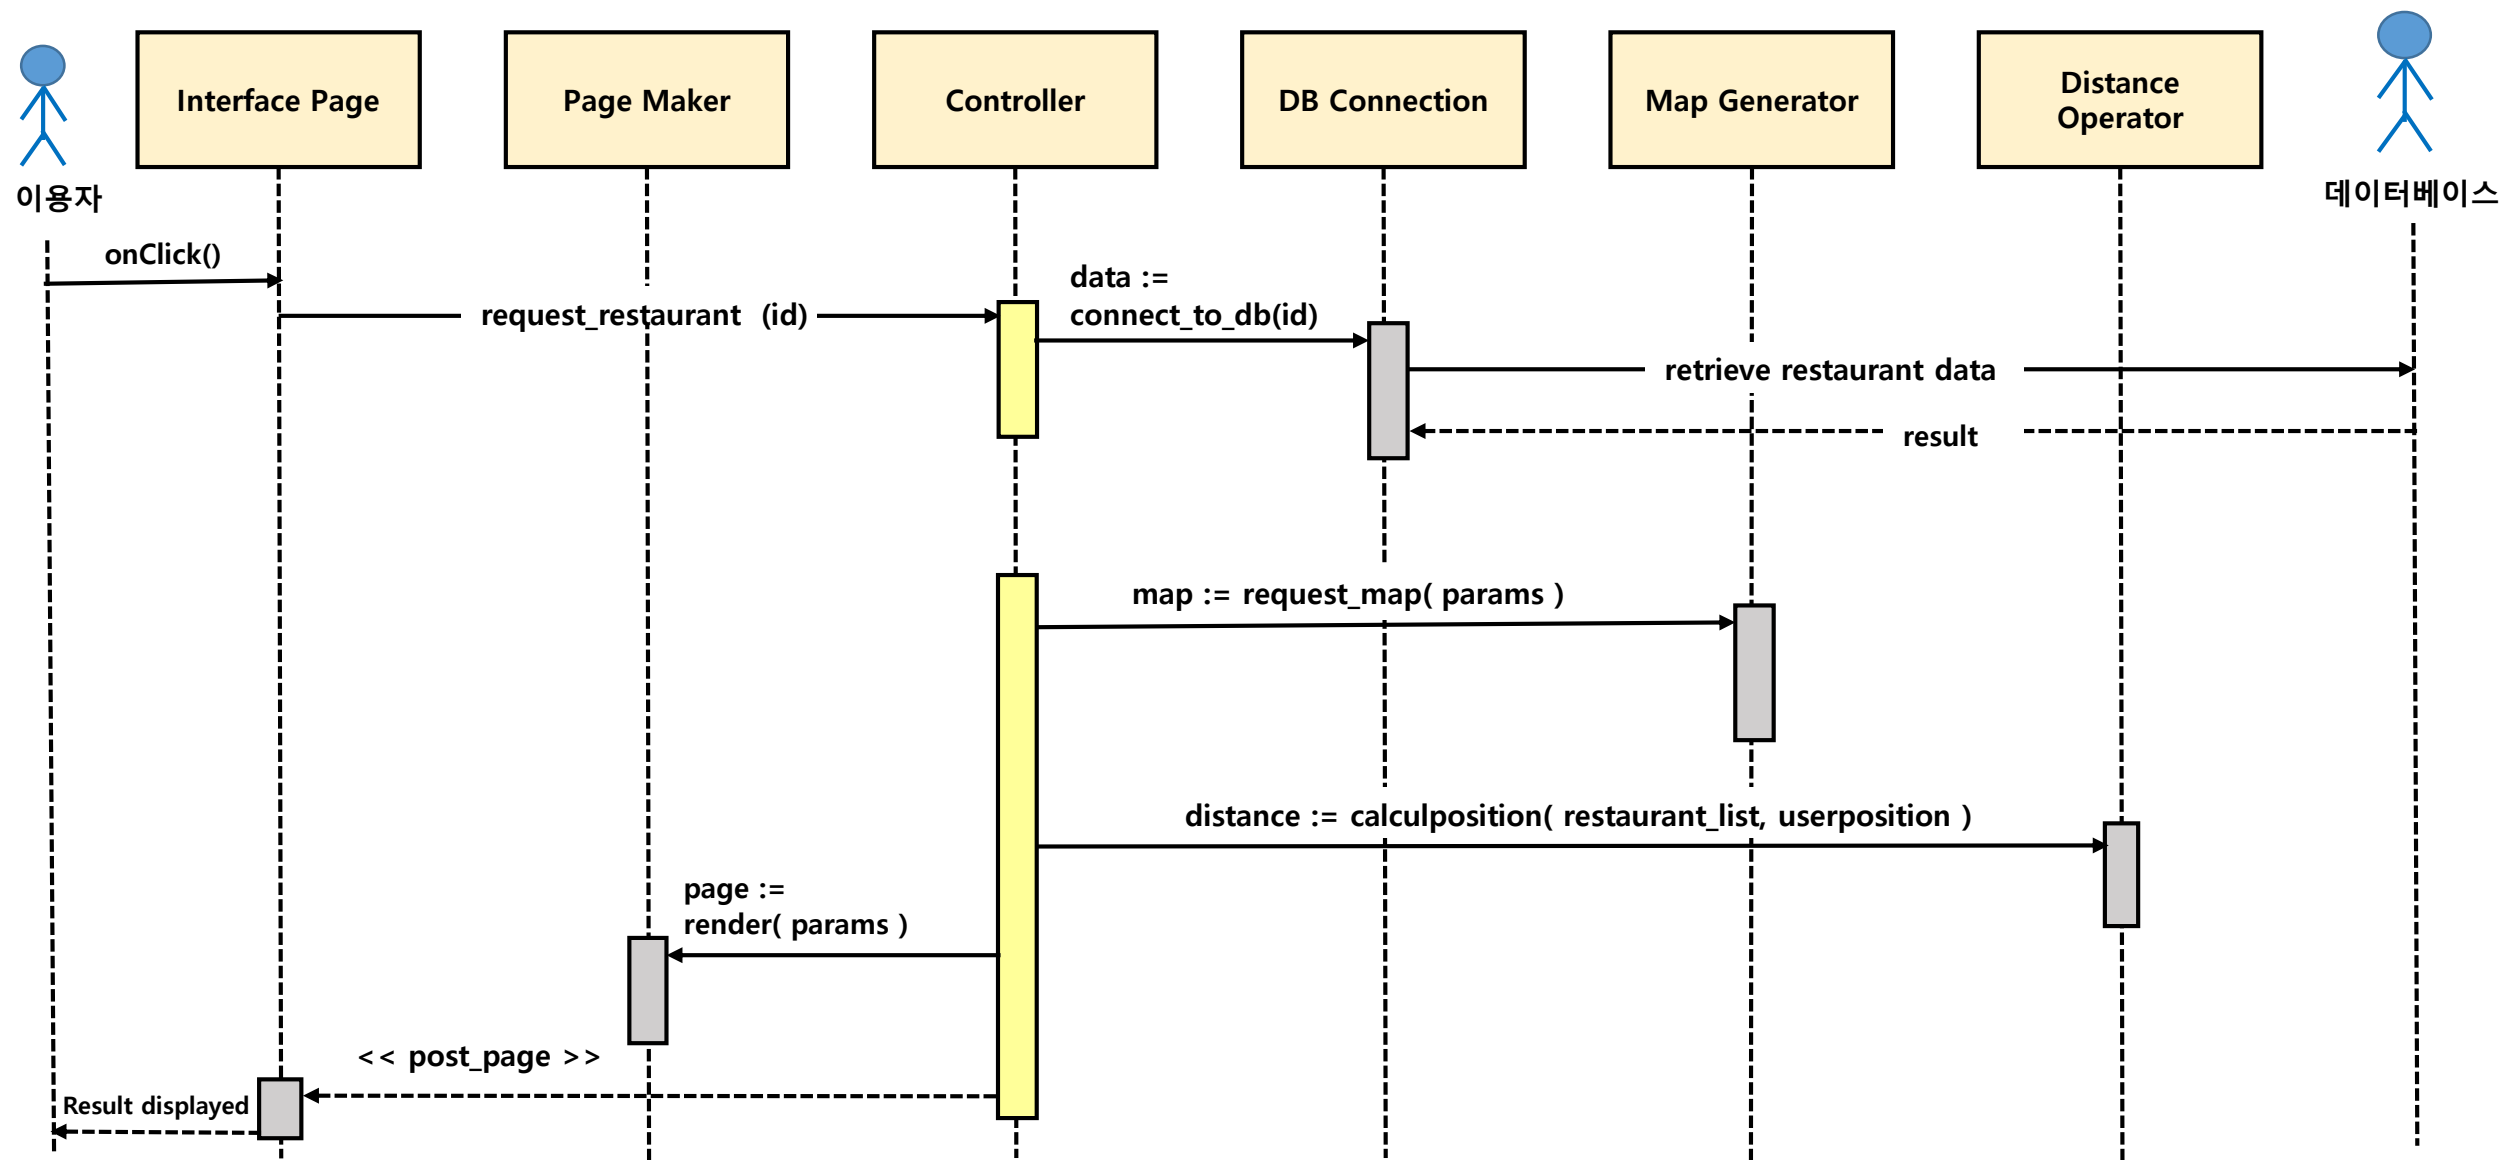 Interface Page
Page Maker
Controller
DB Connection
Map Generator
Distance
Operator
이용자
데이터베이스
onClick()
data :=
request_restaurant  (id)
connect_to_db(id)
retrieve restaurant data
result
map := request_map( params )
distance := calculposition( restaurant_list, userposition )
page :=
render( params )
<< post_page >>
Result displayed